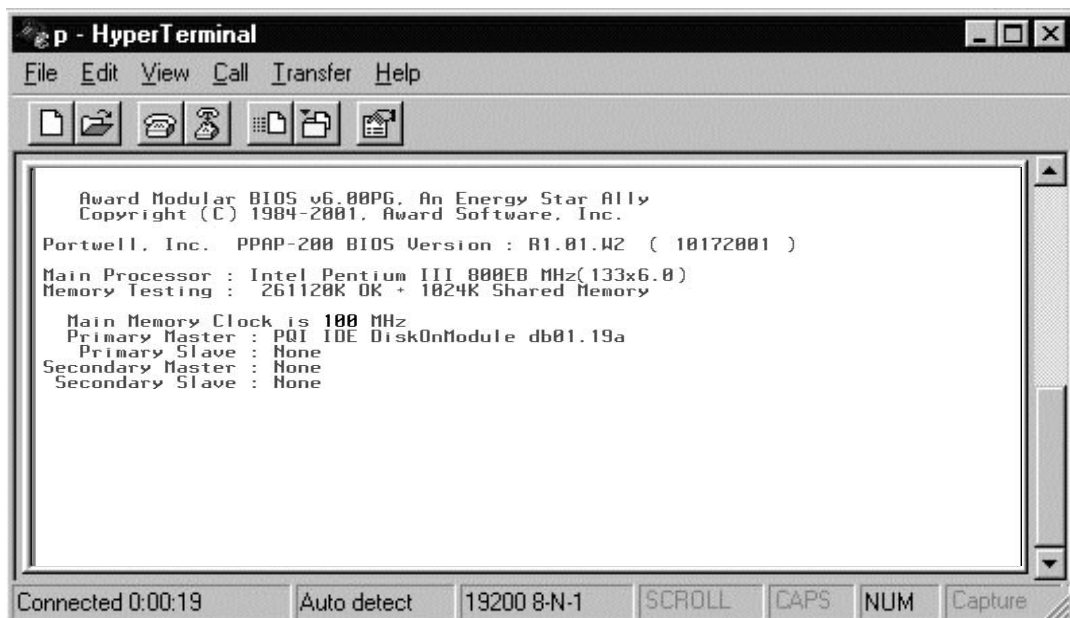 p - HyperTerminal
File Edit View Call Transfer Help
Award Modular BIOS v6.00PG, An Energy Star Ally
Copyright (C) 1984-2001, Award Software, Inc.
Portwell, Inc. PPAP-200 BIOS Version : R1.01.W2 ( 10172001 )
Main Processor : Intel Pentium III 800EB MHz(133x6.0)
Memory Testing : 261120K OK + 1024K Shared Memory
Main Memory Clock is 100 MHz
Primary Master : PQI IDE DiskOnModule db01.19a
Primary Slave : None
Secondary Master : None
Secondary Slave : None
Connected 0:00:19 Auto detect 19200 8-N-1 SCROLL CAPS NUM Capture